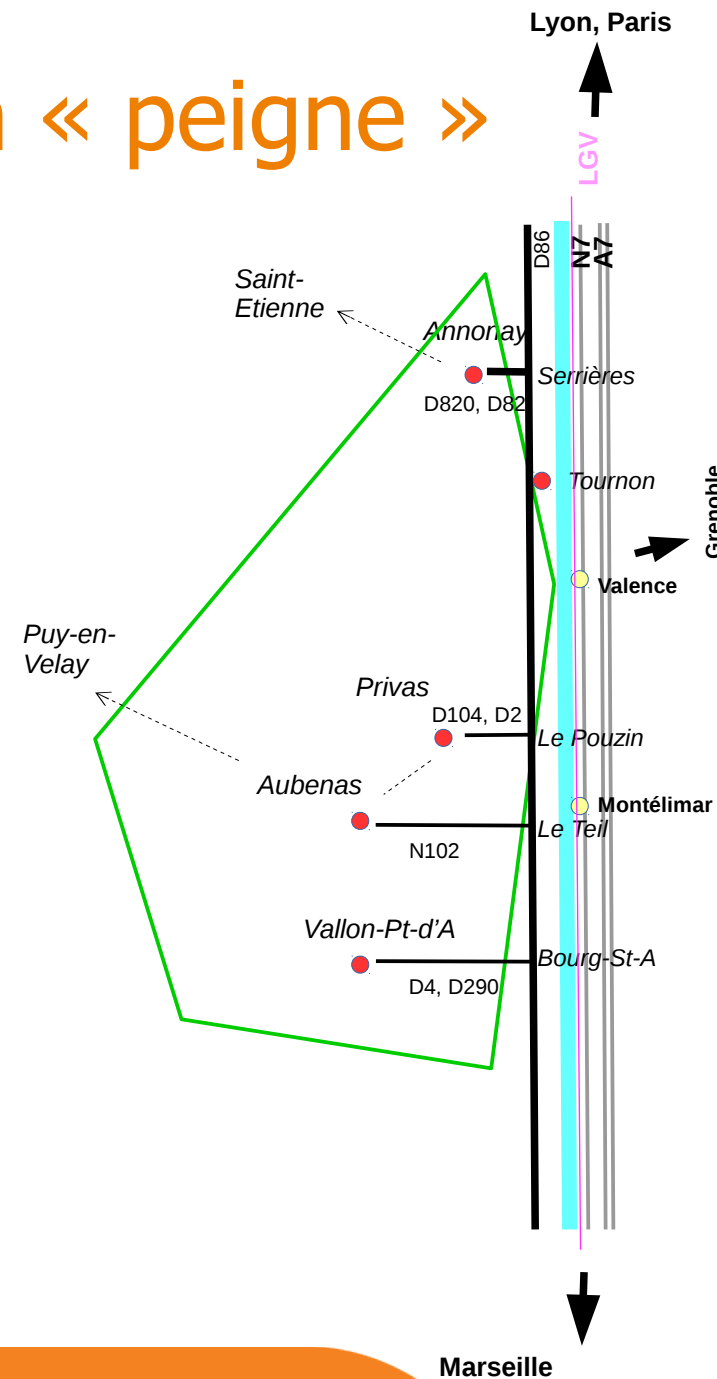 Lyon, Paris
n « peigne »
LGV
D86
N7
A7
Saint-
Etienne
Annonay
Serrières
D820, D82
Tournon
Grenoble
Valence
Puy-en-
Velay
Privas
D104, D2
Le Pouzin
Aubenas
Montélimar
Le Teil
N102
Vallon-Pt-d'A
Bourg-St-A
D4, D290
Marseille